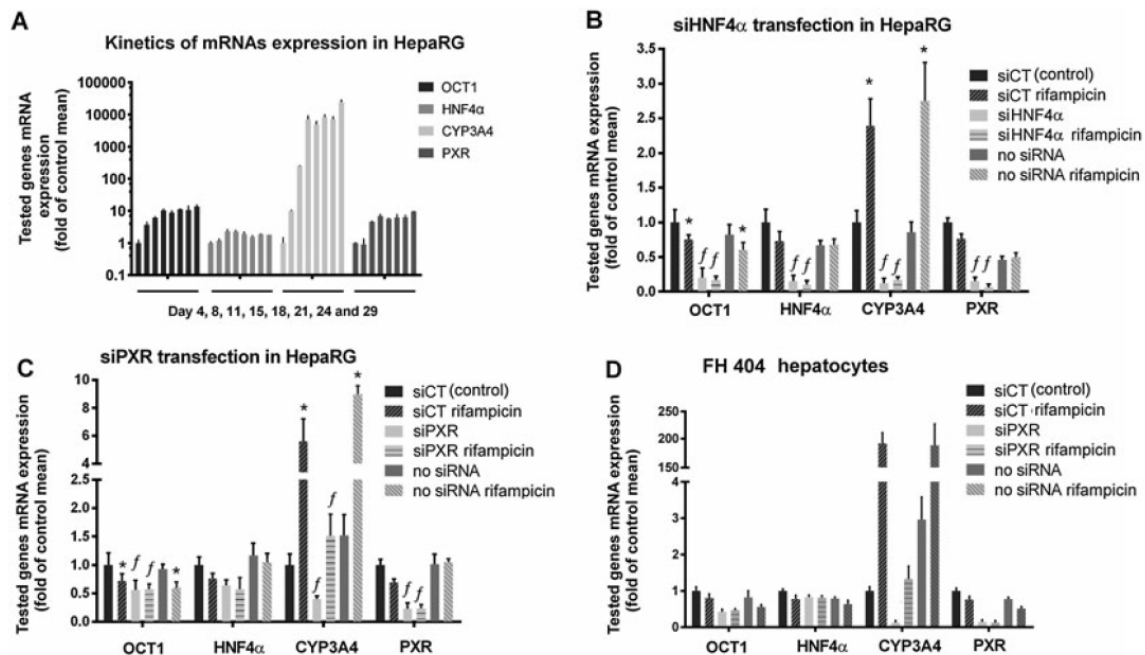 A
Kinetics of mRNAs expression in HepaRG
Tested genes mRNA
expression
(fold of control mean)
100000
10000
1000
100
10
1
0.1
OCT1
HNF4α
CYP3A4
PXR
Day 4, 8, 11, 15, 18, 21, 24 and 29
B
siHNF4α transfection in HepaRG
Tested genes mRNA expression
(fold of control mean)
3.5
3.0
2.5
2.0
1.5
1.0
0.5
0.0
* ƒ ƒ *
ƒ ƒ
* ƒ ƒ *
ƒ ƒ
OCT1 HNF4α CYP3A4 PXR
siCT (control)
siCT rifampicin
siHNF4α
siHNF4α rifampicin
no siRNA
no siRNA rifampicin
C
siPXR transfection in HepaRG
Tested genes mRNA expression
(fold of control mean)
10
8
6
4
2.5
2.0
1.5
1.0
0.5
0.0
* ƒ ƒ *
* ƒ ƒ *
ƒ ƒ
OCT1 HNF4α CYP3A4 PXR
siCT (control)
siCT rifampicin
siPXR
siPXR rifampicin
no siRNA
no siRNA rifampicin
D
FH 404 hepatocytes
Tested genes mRNA expression
(fold of control mean)
250
200
150
4
3
2
1
0
OCT1 HNF4α CYP3A4 PXR
siCT (control)
siCT rifampicin
siPXR
siPXR rifampicin
no siRNA
no siRNA rifampicin